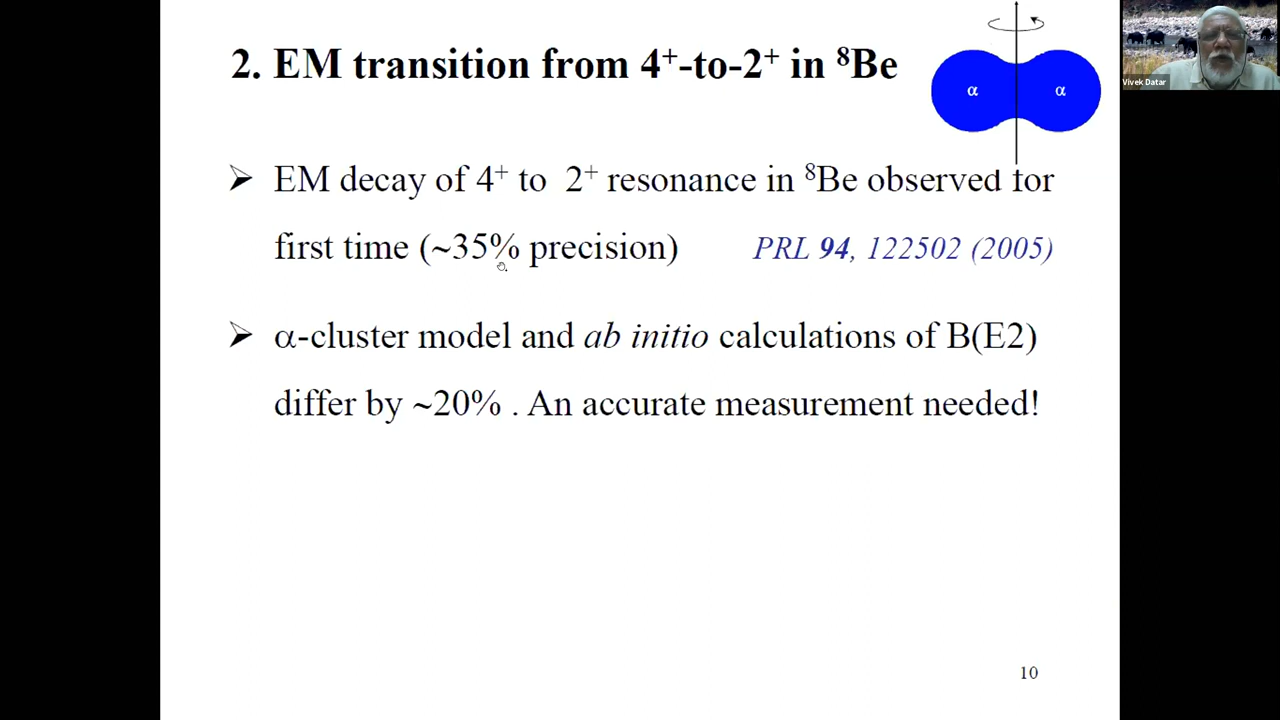 2. EM transition from 4⁺-to-2⁺ in ⁸Be
α α
Vivek Datar
➢ EM decay of 4⁺ to 2⁺ resonance in ⁸Be observed for
first time (~35% precision) PRL 94, 122502 (2005)
➢ α-cluster model and ab initio calculations of B(E2)
differ by ~20% . An accurate measurement needed!
10